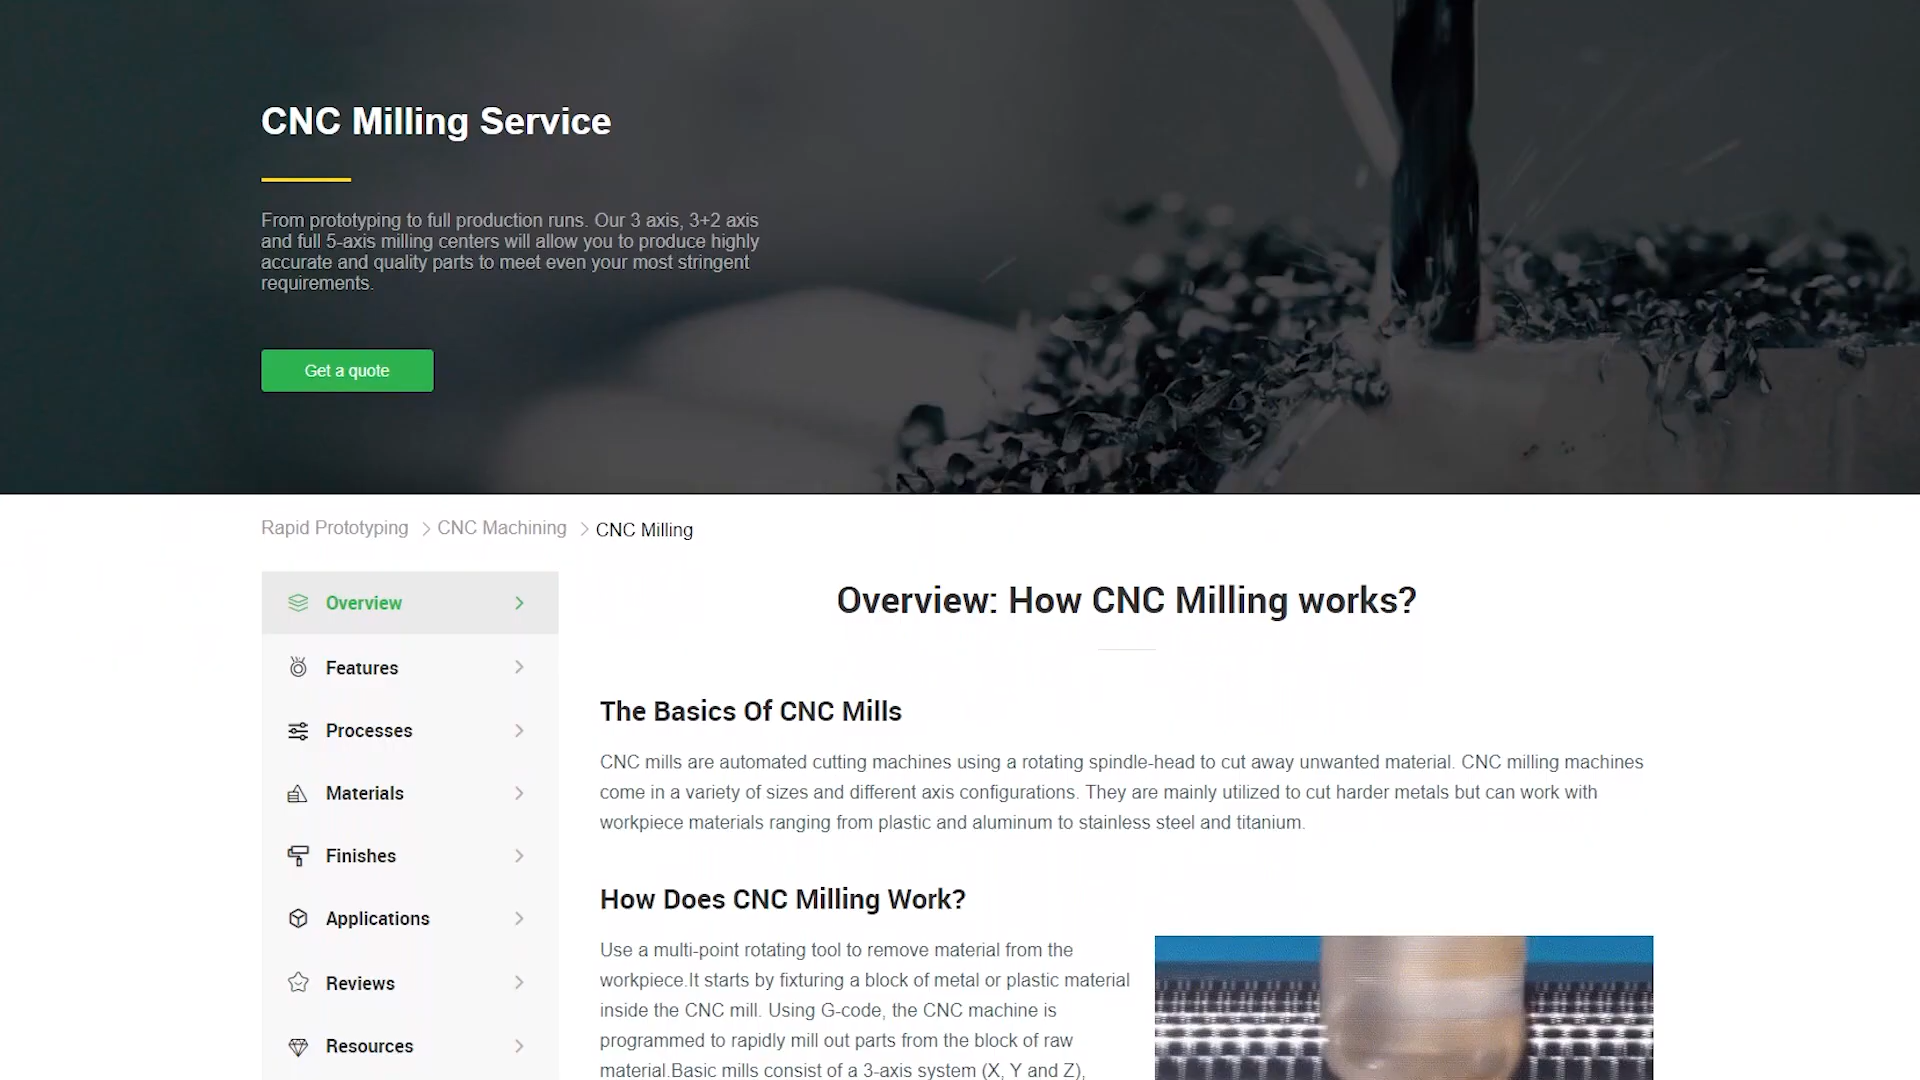 CNC Milling Service
From prototyping to full production runs. Our 3 axis, 3+2 axis
and full 5-axis milling centers will allow you to produce highly
accurate and quality parts to meet even your most stringent
requirements.
Get a quote
Rapid Prototyping > CNC Machining > CNC Milling
Overview
Features
Processes
Materials
Finishes
Applications
Reviews
Resources
Overview: How CNC Milling works?
The Basics Of CNC Mills
CNC mills are automated cutting machines using a rotating spindle-head to cut away unwanted material. CNC milling machines
come in a variety of sizes and different axis configurations. They are mainly utilized to cut harder metals but can work with
workpiece materials ranging from plastic and aluminum to stainless steel and titanium.
How Does CNC Milling Work?
Use a multi-point rotating tool to remove material from the
workpiece.It starts by fixturing a block of metal or plastic material
inside the CNC mill. Using G-code, the CNC machine is
programmed to rapidly mill out parts from the block of raw
material.Basic mills consist of a 3-axis system (X, Y and Z),